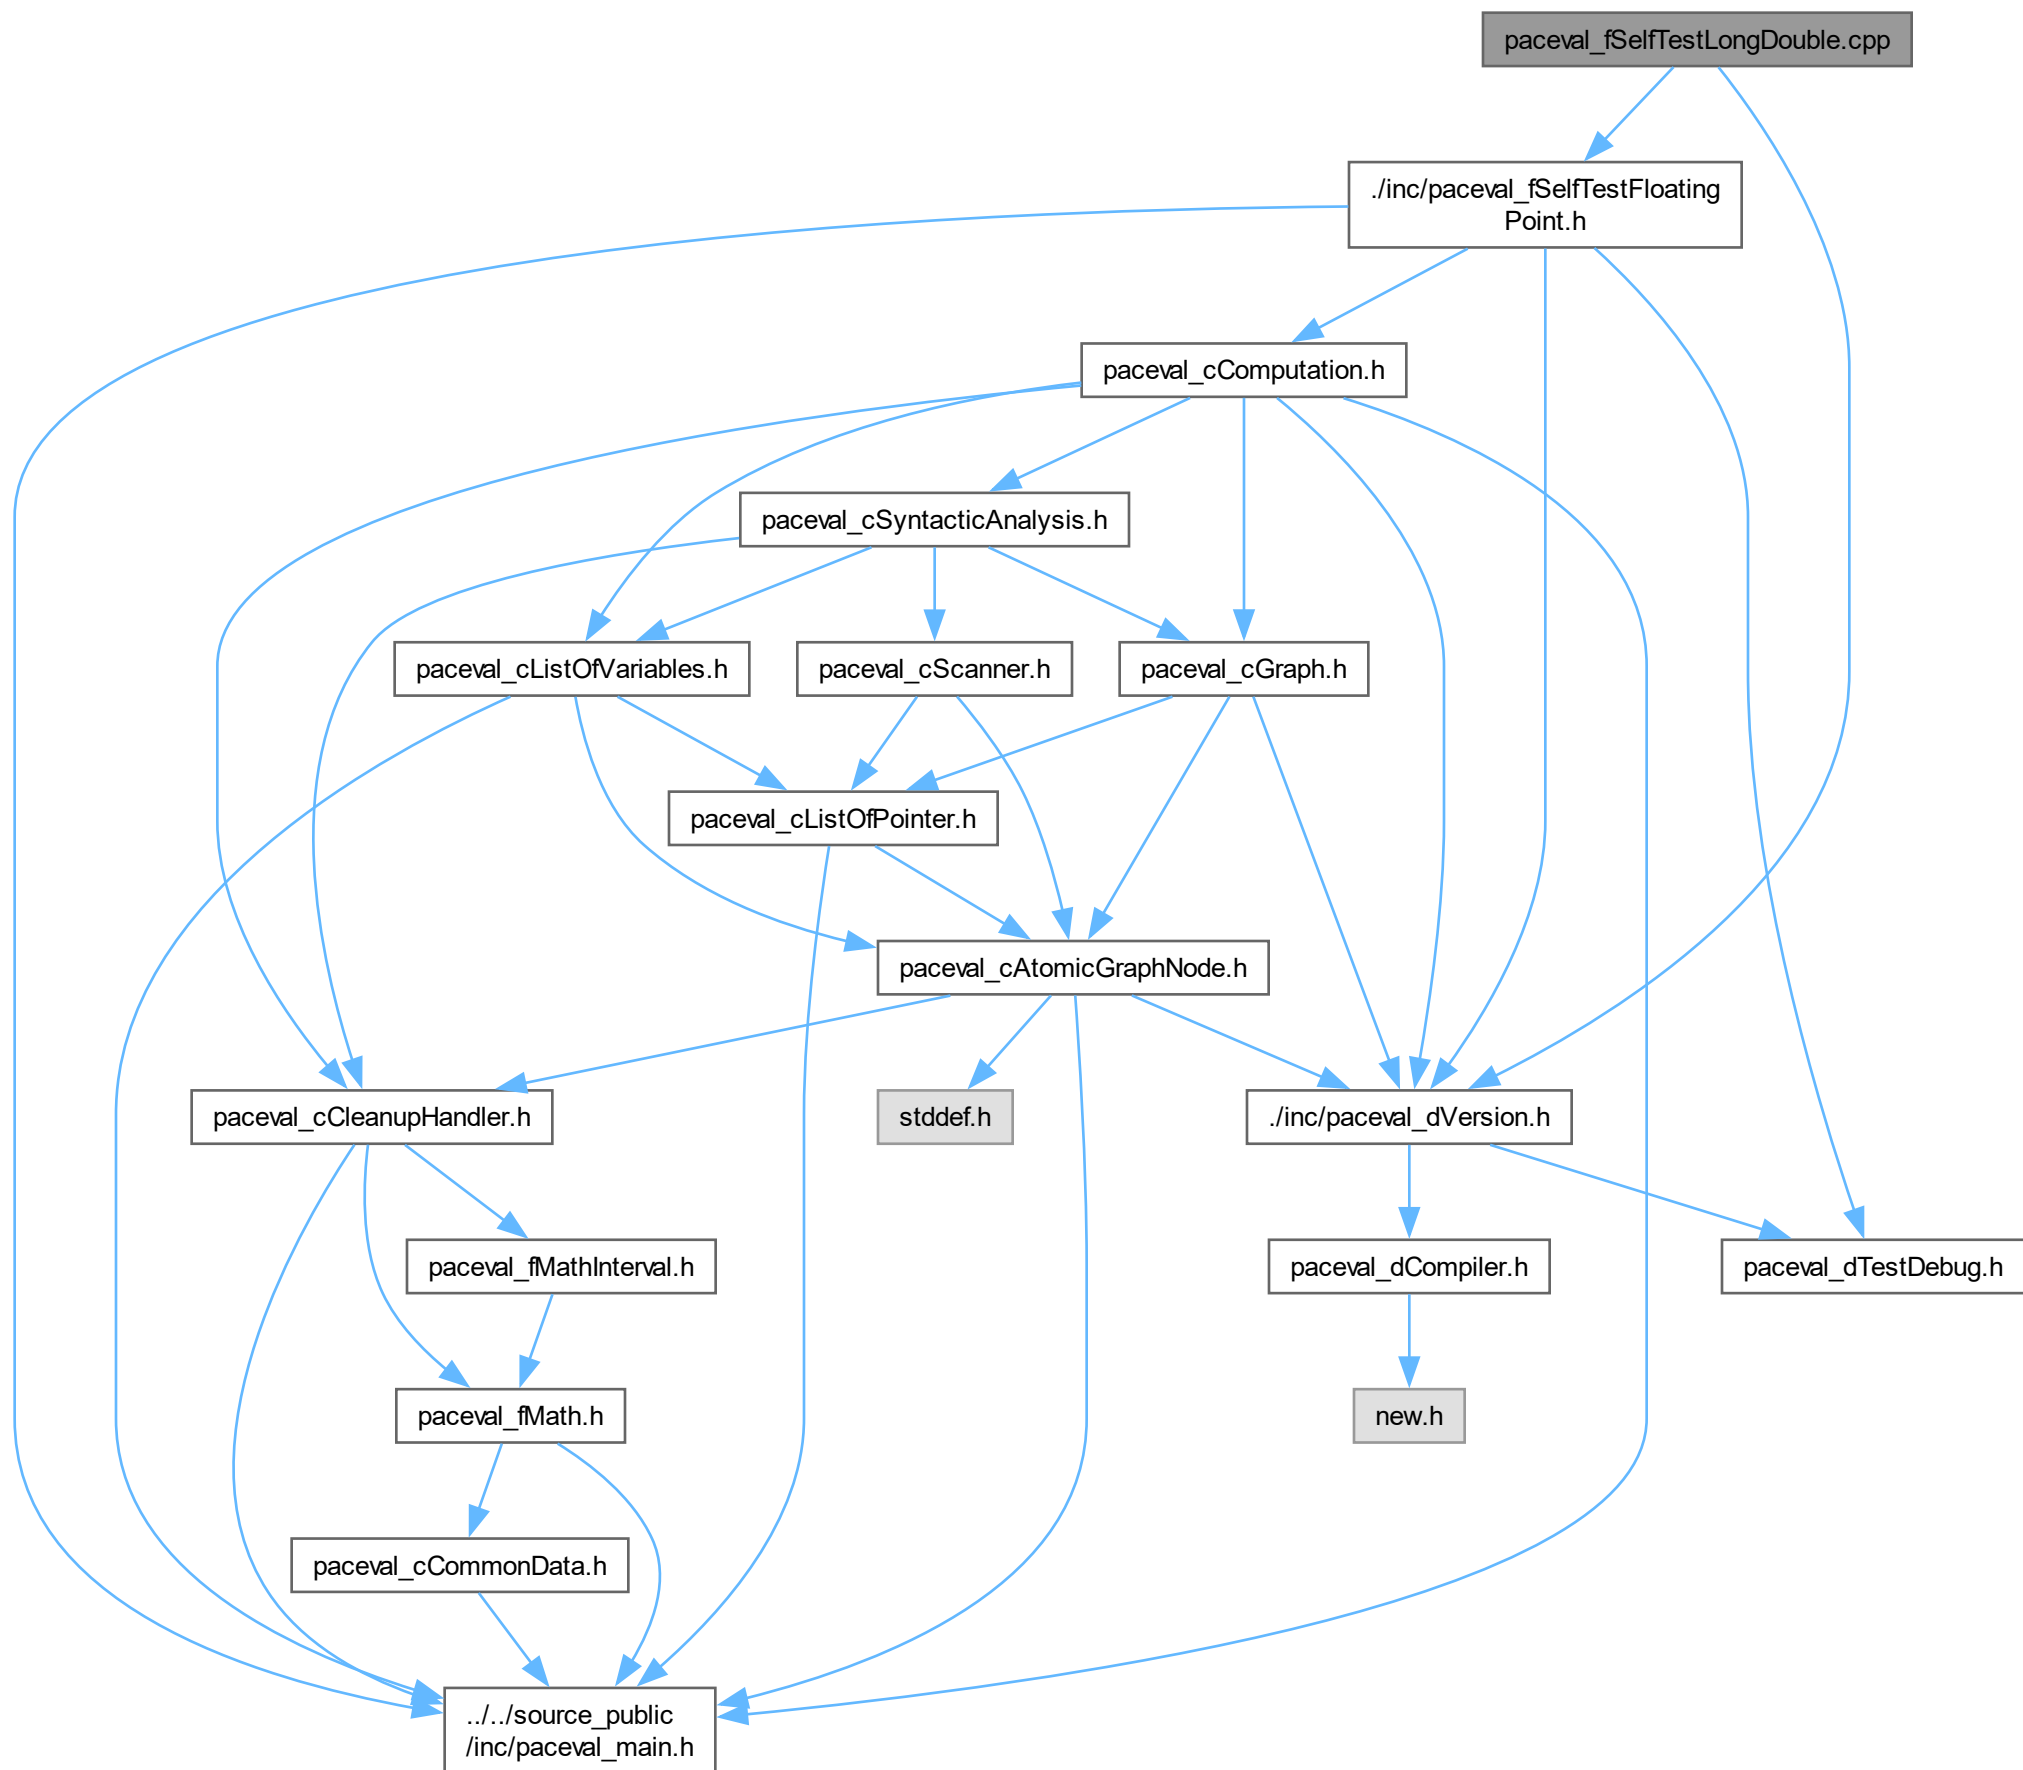 paceval_fSelfTestLongDouble.cpp
./inc/paceval_fSelfTestFloating
Point.h
paceval_cComputation.h
paceval_cSyntacticAnalysis.h
paceval_cListOfVariables.h
paceval_cScanner.h
paceval_cGraph.h
paceval_cListOfPointer.h
paceval_cAtomicGraphNode.h
paceval_cCleanupHandler.h
stddef.h
./inc/paceval_dVersion.h
paceval_fMathInterval.h
paceval_dCompiler.h
paceval_dTestDebug.h
paceval_fMath.h
new.h
paceval_cCommonData.h
../../source_public
/inc/paceval_main.h